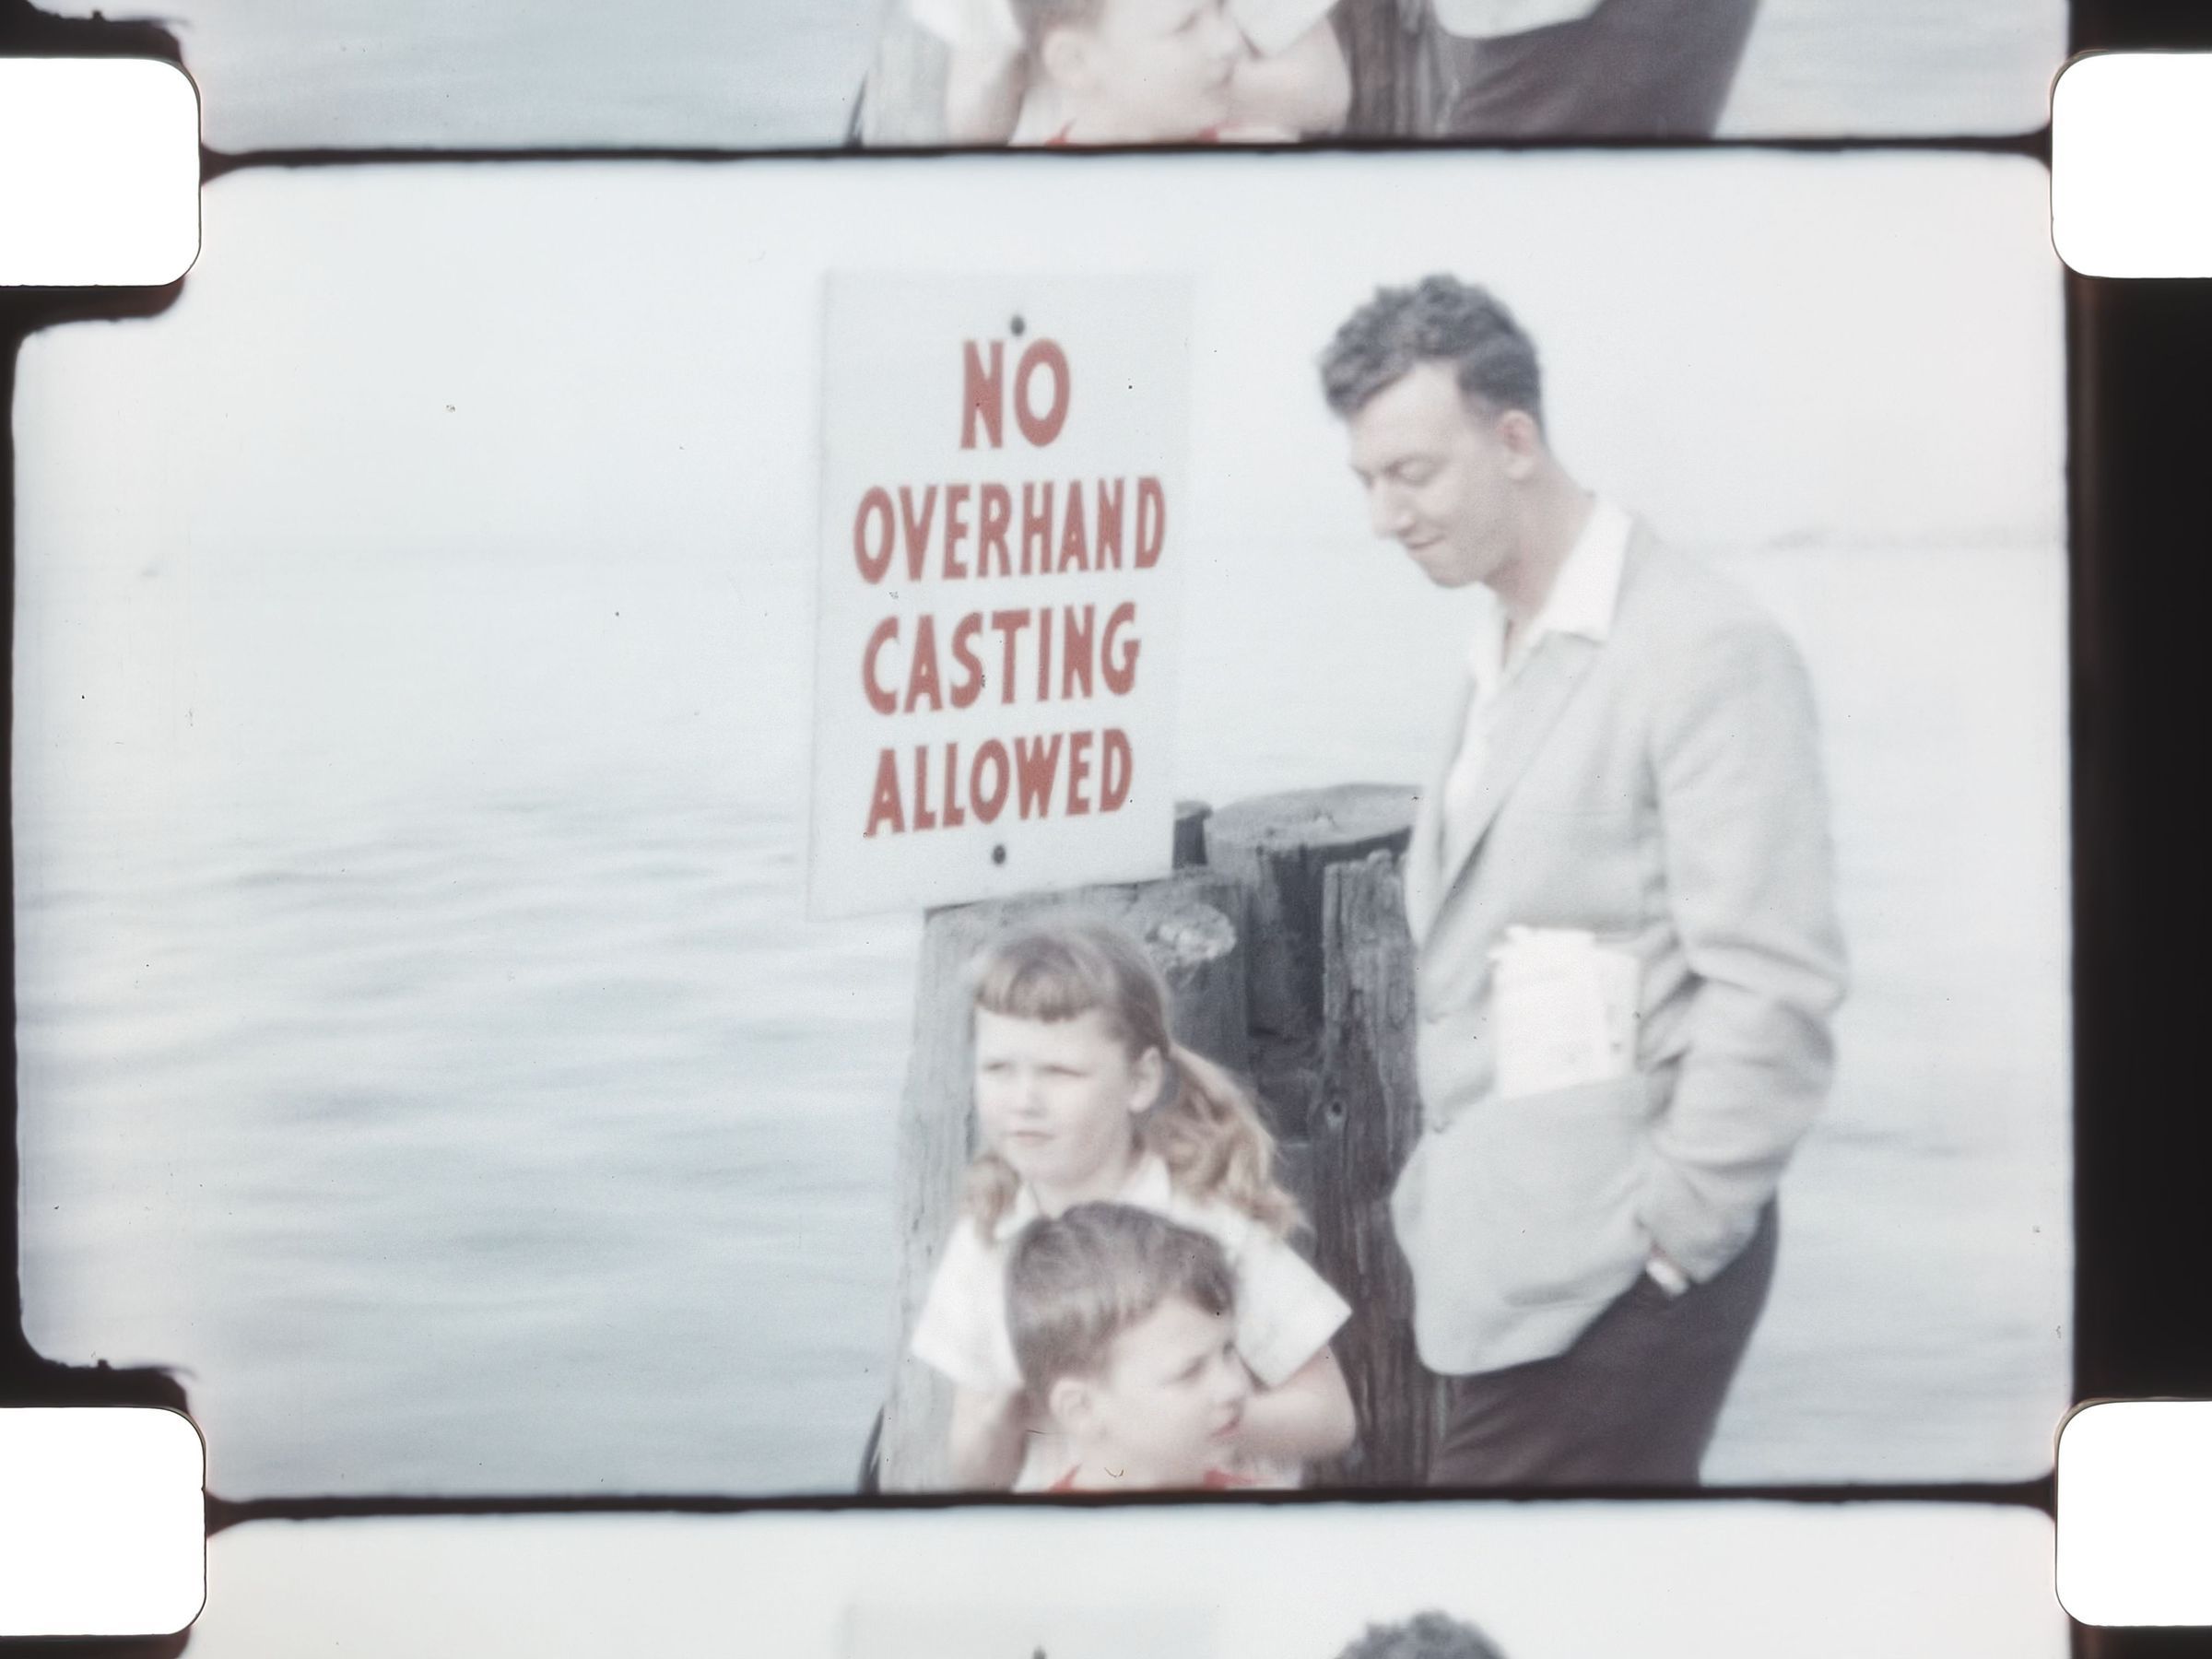 NO
OVERHAND
CASTING
ALLOWED